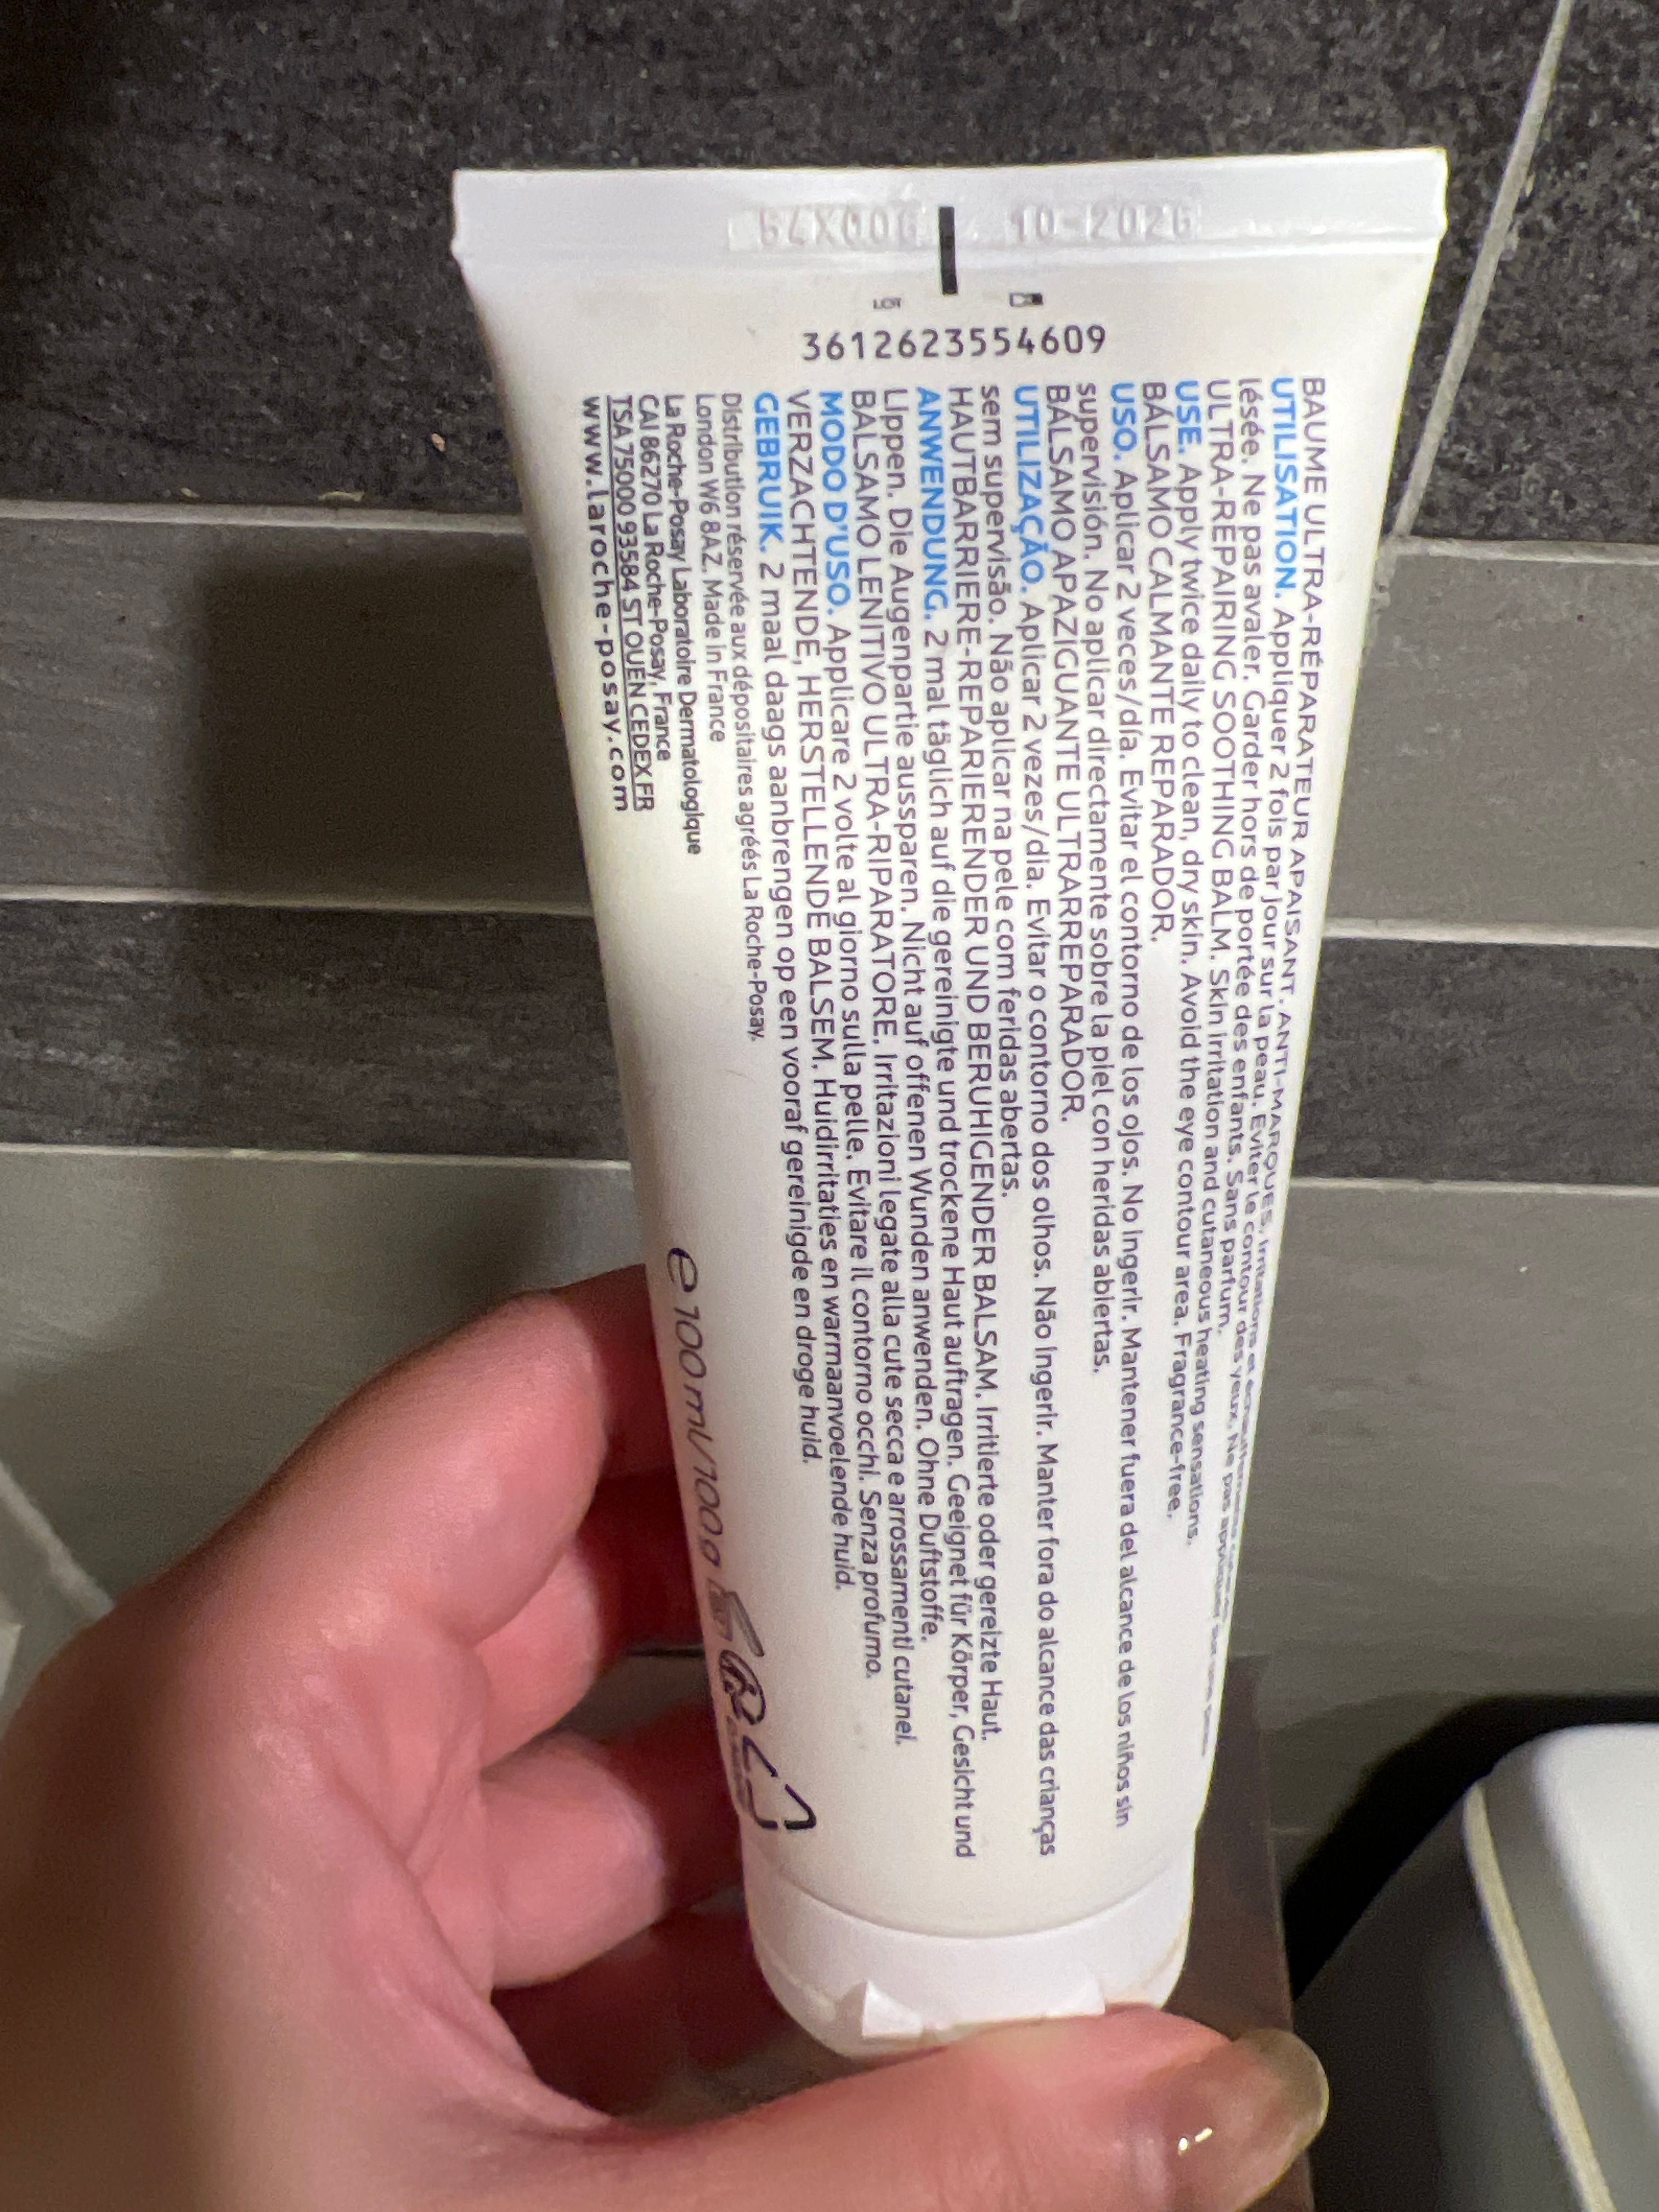 54X00G 10-2026
LOT
3612623554609
BAUME ULTRA-RÉPARATEUR APAISANT. ANTI-MARQUES. Irritations et échauffements
UTILISATION. Appliquer 2 fois par jour sur la peau. Eviter le contour des yeux. Ne pas appliquer sur une peau
lésée. Ne pas avaler. Garder hors de portée des enfants. Sans parfum.
ULTRA-REPAIRING SOOTHING BALM. Skin irritation and cutaneous heating sensations.
USE. Apply twice daily to clean, dry skin. Avoid the eye contour area. Fragrance-free.
BÁLSAMO CALMANTE REPARADOR.
USO. Aplicar 2 veces/día. Evitar el contorno de los ojos. No ingerir. Mantener fuera del alcance de los niños sin
supervisión. No aplicar directamente sobre la piel con heridas abiertas.
BÁLSAMO APAZIGUANTE ULTRARREPARADOR.
UTILIZAÇÃO. Aplicar 2 vezes/dia. Evitar o contorno dos olhos. Não ingerir. Manter fora do alcance das crianças
sem supervisão. Não aplicar na pele com feridas abertas.
HAUTBARRIERE-REPARIERENDER UND BERUHIGENDER BALSAM. Irritierte oder gereizte Haut.
ANWENDUNG. 2 mal täglich auf die gereinigte und trockene Haut auftragen. Geeignet für Körper, Gesicht und
Lippen. Die Augenpartie aussparen. Nicht auf offenen Wunden anwenden. Ohne Duftstoffe.
BALSAMO LENITIVO ULTRA-RIPARATORE. Irritazioni legate alla cute secca e arrossamenti cutanei.
MODO D'USO. Applicare 2 volte al giorno sulla pelle. Evitare il contorno occhi. Senza profumo.
VERZACHTENDE, HERSTELLENDE BALSEM. Huidirritaties en warmaanvoelende huid.
GEBRUIK. 2 maal daags aanbrengen op een vooraf gereinigde en droge huid.
Distribution réservée aux dépositaires agréés La Roche-Posay.
London W6 8AZ. Made in France
La Roche-Posay Laboratoire Dermatologique
CAI 86270 La Roche-Posay, France
TSA 75000 93584 ST OUEN CEDEX FR
www.laroche-posay.com
e 100 ml/100 g